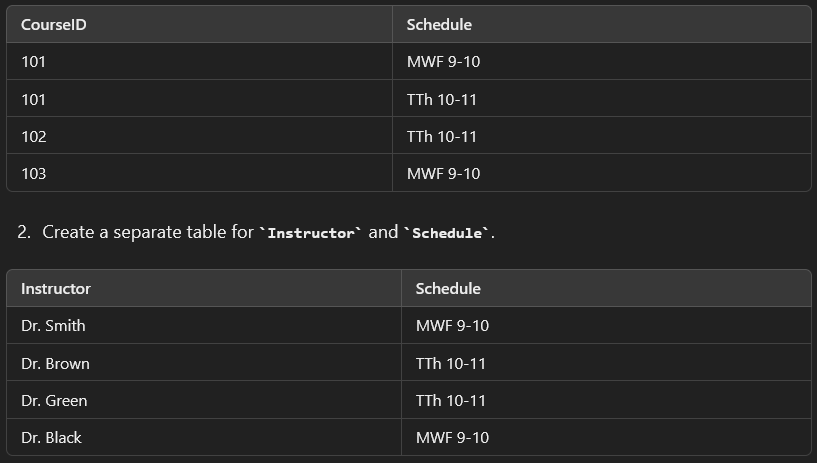 CourseID Schedule
101 MWF 9-10
101 TTh 10-11
102 TTh 10-11
103 MWF 9-10
2. Create a separate table for `Instructor` and `Schedule`.
Instructor Schedule
Dr. Smith MWF 9-10
Dr. Brown TTh 10-11
Dr. Green TTh 10-11
Dr. Black MWF 9-10